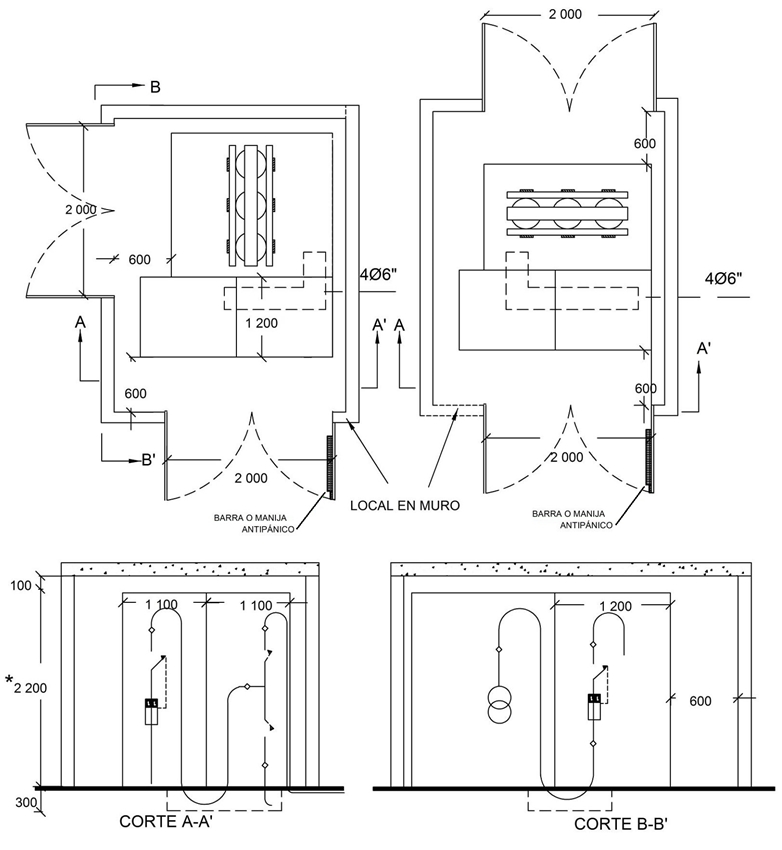 2 000
B
600
2 000
600
4Ø6"
4Ø6"
1 200
A
A'
A
A'
600
600
B'
2 000
2 000
LOCAL EN MURO
BARRA O MANIJA
ANTIPÁNICO
BARRA O MANIJA
ANTIPÁNICO
100
1 100
1 100
1 200
*2 200
600
300
CORTE A-A'
CORTE B-B'